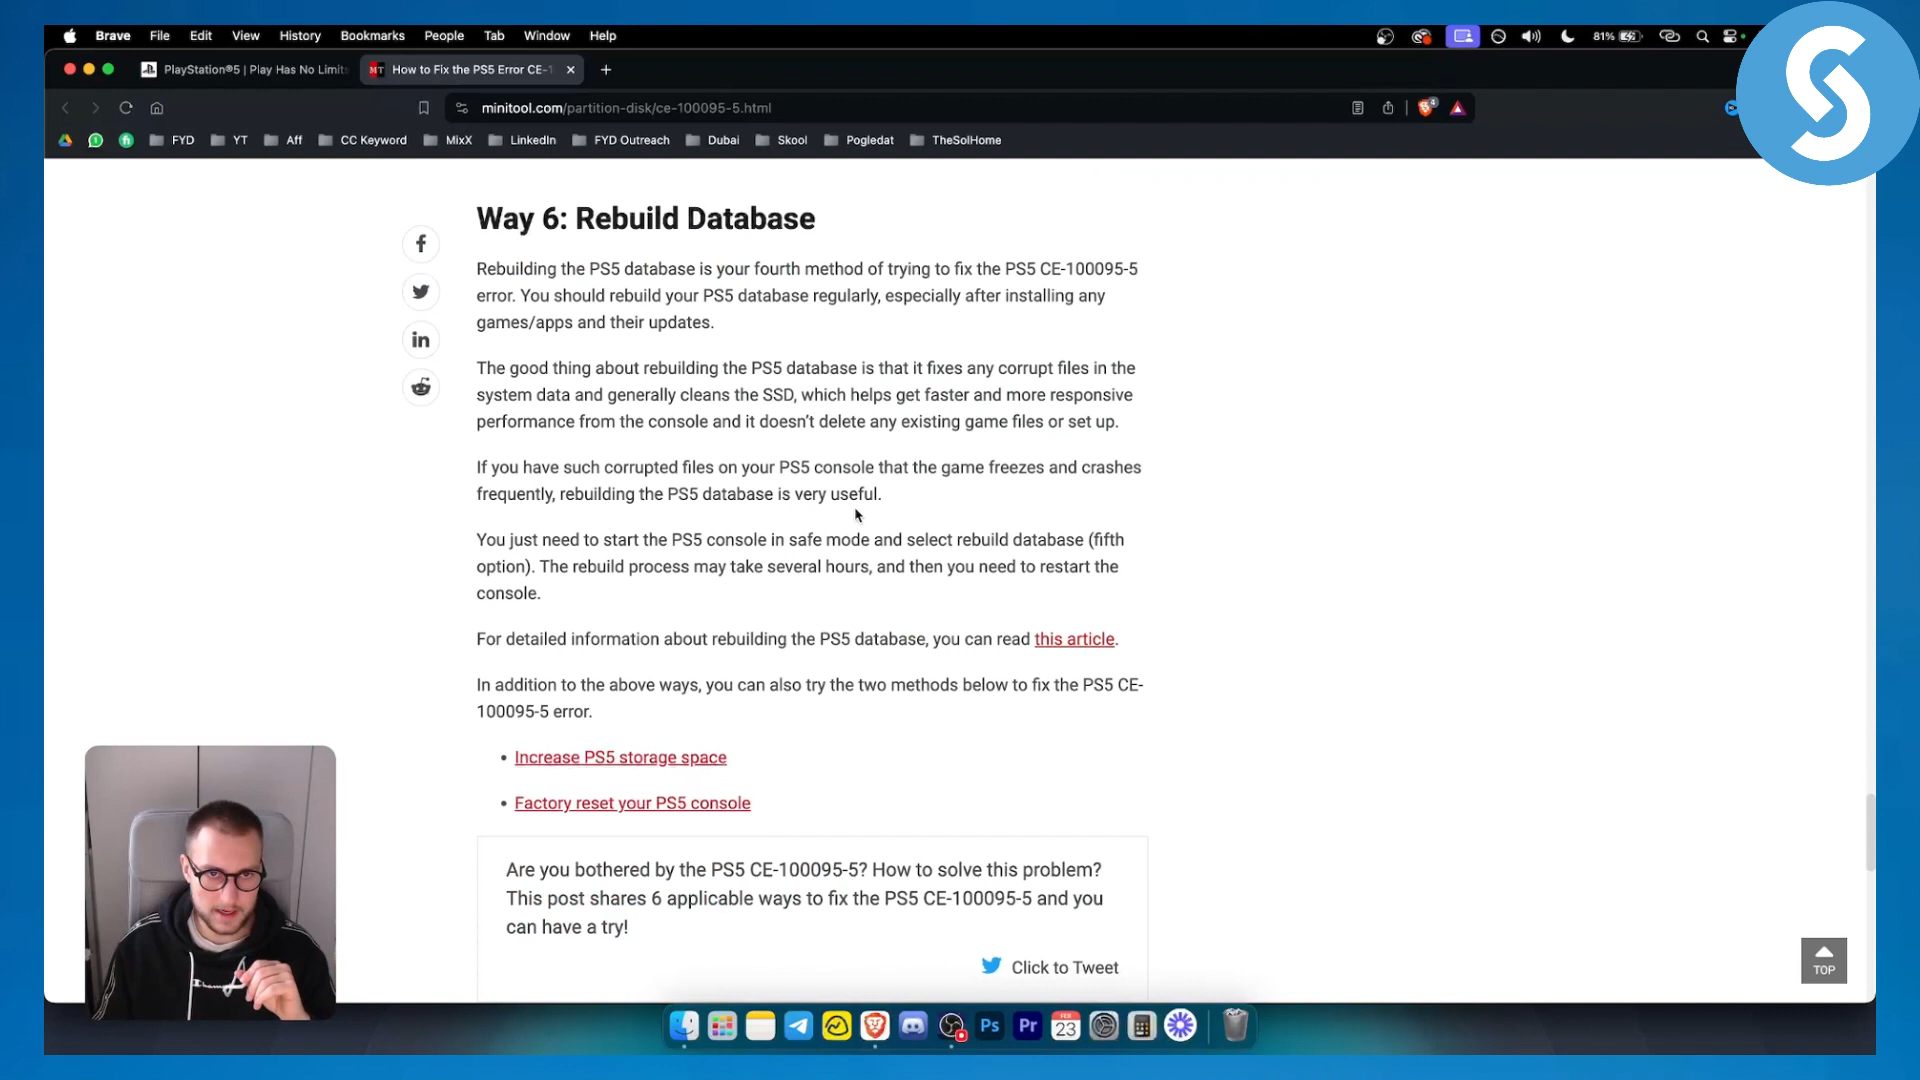 Brave File Edit View History Bookmarks People Tab Window Help
81%
PlayStation®5 | Play Has No Limits
MT How to Fix the PS5 Error CE-1
minitool.com/partition-disk/ce-100095-5.html
4
FYD YT Aff CC Keyword MixX LinkedIn FYD Outreach Dubai Skool Pogledat TheSolHome
Way 6: Rebuild Database
Rebuilding the PS5 database is your fourth method of trying to fix the PS5 CE-100095-5
error. You should rebuild your PS5 database regularly, especially after installing any
games/apps and their updates.
The good thing about rebuilding the PS5 database is that it fixes any corrupt files in the
system data and generally cleans the SSD, which helps get faster and more responsive
performance from the console and it doesn’t delete any existing game files or set up.
If you have such corrupted files on your PS5 console that the game freezes and crashes
frequently, rebuilding the PS5 database is very useful.
You just need to start the PS5 console in safe mode and select rebuild database (fifth
option). The rebuild process may take several hours, and then you need to restart the
console.
For detailed information about rebuilding the PS5 database, you can read this article.
In addition to the above ways, you can also try the two methods below to fix the PS5 CE-
100095-5 error.
• Increase PS5 storage space
• Factory reset your PS5 console
Are you bothered by the PS5 CE-100095-5? How to solve this problem?
This post shares 6 applicable ways to fix the PS5 CE-100095-5 and you
can have a try!
Click to Tweet
TOP
Ps Pr 23